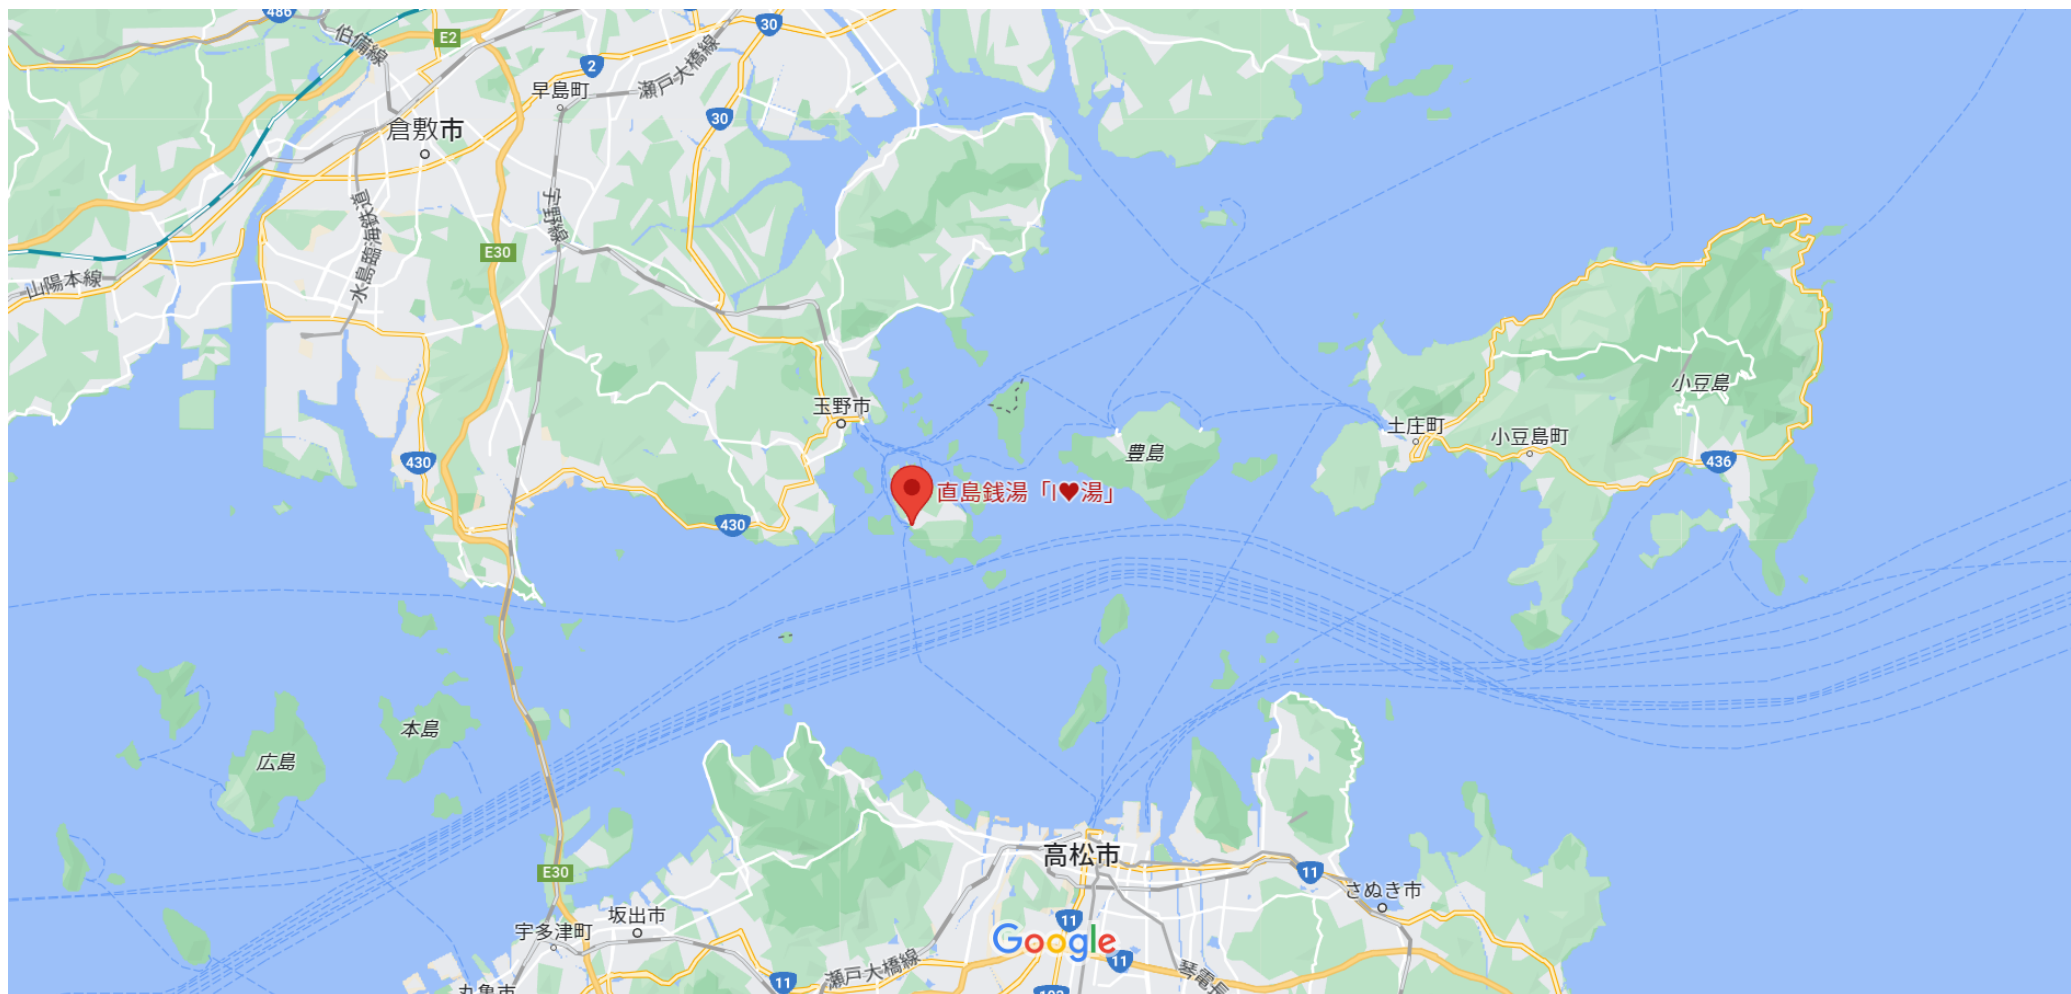 486
E2
30
伯備線
2
早島町
瀬戸大橋線
30
倉敷市
宇野線
水島臨海鉄道
E30
山陽本線
小豆島
玉野市
土庄町
小豆島町
豊島
430
436
直島銭湯「I♥湯」
430
本島
広島
高松市
E30
11
さぬき市
坂出市
11
宇多津町
Google
11
瀬戸大橋線
11
丸亀市